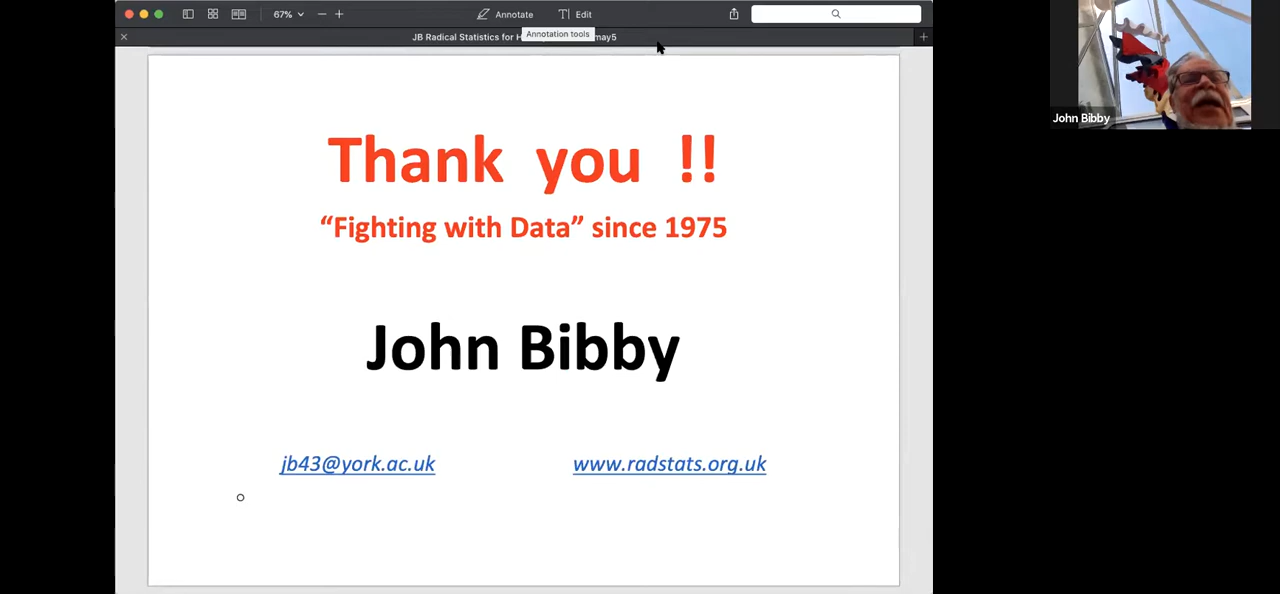 67%
Annotate
Edit
JB Radical Statistics for H
may5
Annotation tools
John Bibby
Thank you !!
“Fighting with Data” since 1975
John Bibby
jb43@york.ac.uk
www.radstats.org.uk